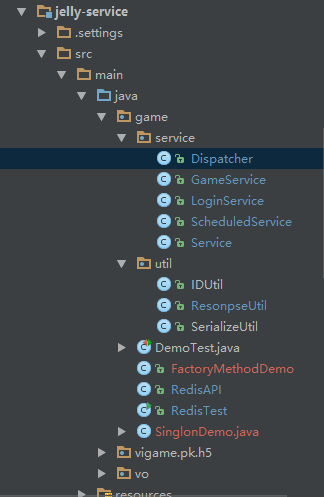 jelly-service
.settings
src
main
java
game
service
Dispatcher
GameService
LoginService
ScheduledService
Service
util
IDUtil
ResonpseUtil
SerializeUtil
DemoTest.java
FactoryMethodDemo
RedisAPI
RedisTest
SinglonDemo.java
vigame.pk.h5
vo
resources